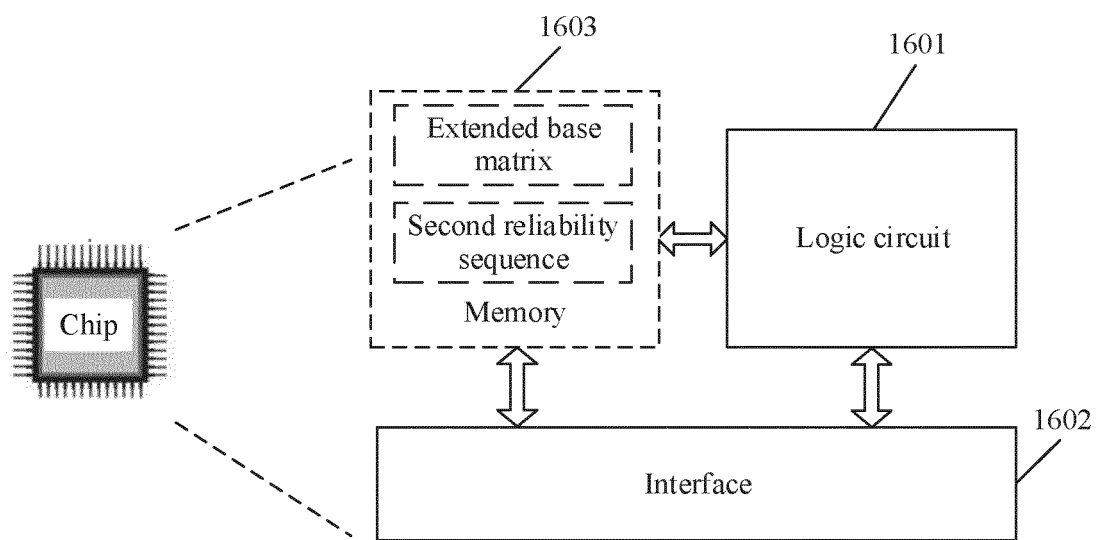 1603
1601
Extended base
matrix
Second reliability
sequence
Memory
Logic circuit
Chip
1602
Interface